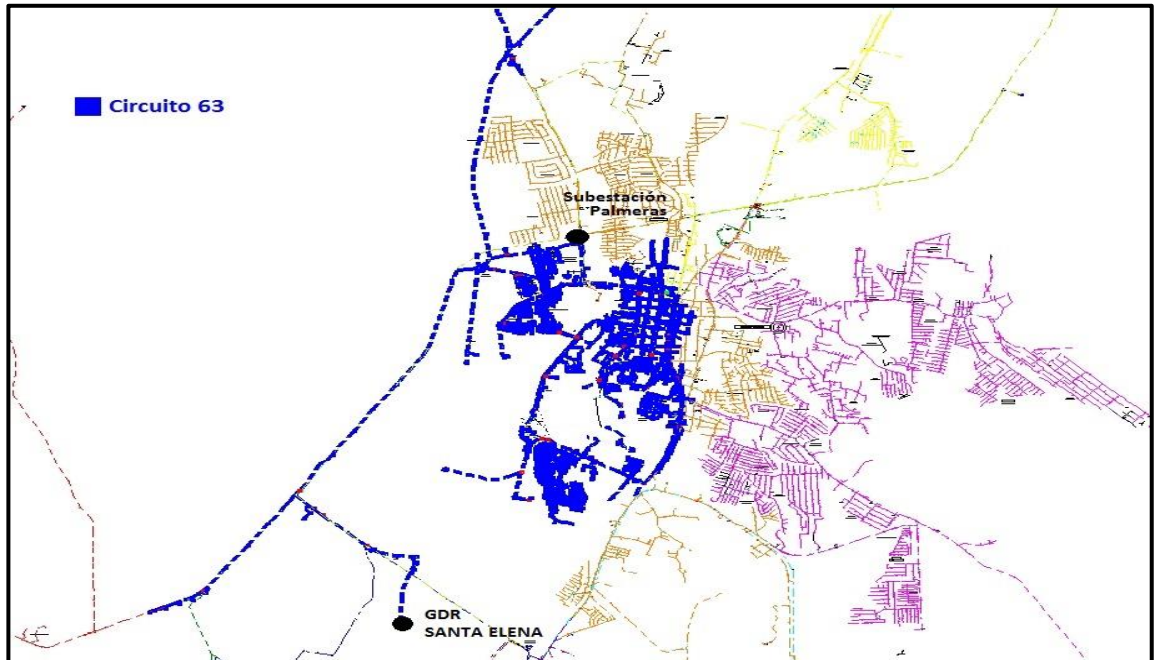 Circuito 63
Subestación
Palmeras
GDR
SANTA ELENA